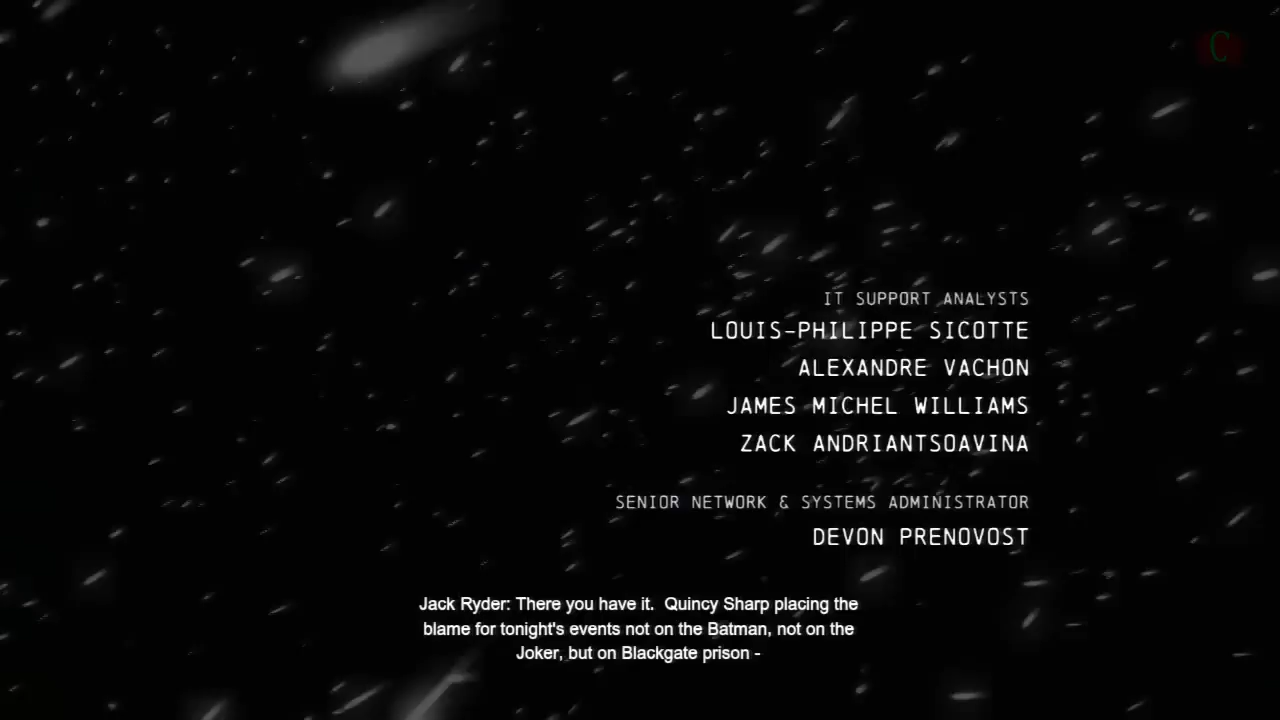 C
IT SUPPORT ANALYSTS
LOUIS-PHILIPPE SICOTTE
ALEXANDRE VACHON
JAMES MICHEL WILLIAMS
ZACK ANDRIANTSOAVINA
SENIOR NETWORK & SYSTEMS ADMINISTRATOR
DEVON PRENOVOST
Jack Ryder: There you have it.  Quincy Sharp placing the
blame for tonight's events not on the Batman, not on the
Joker, but on Blackgate prison -